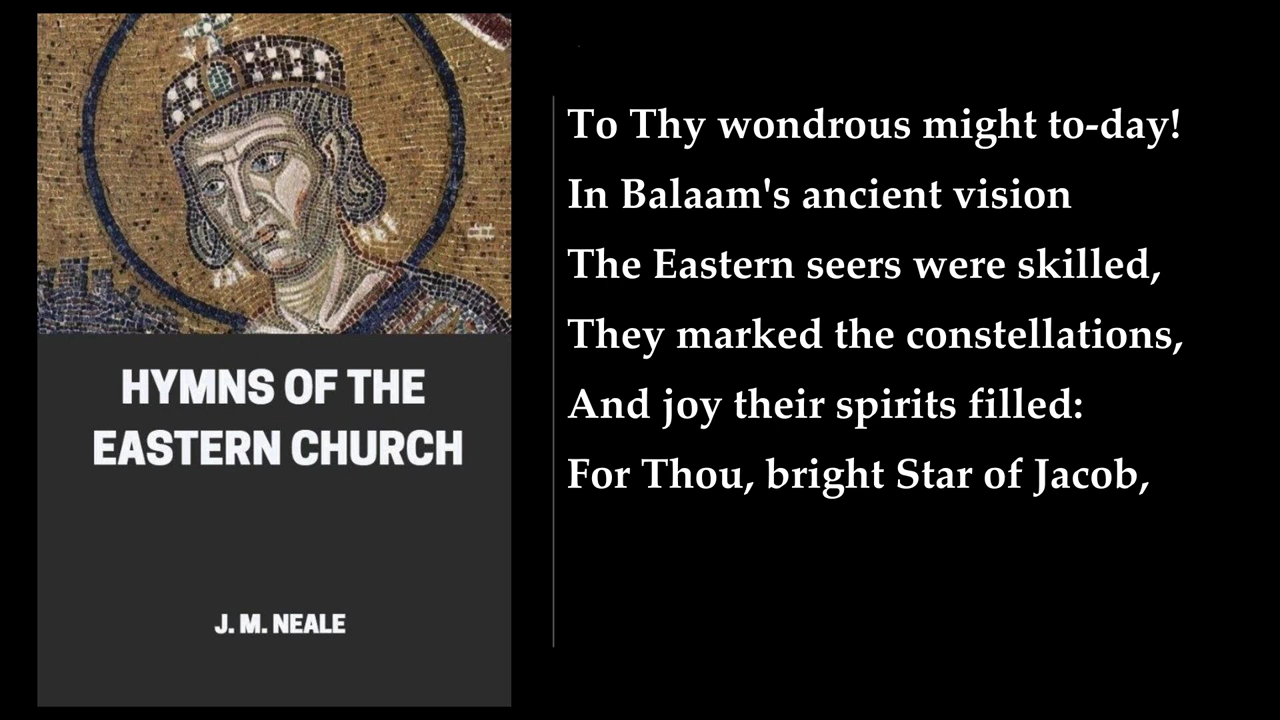 HYMNS OF THE
EASTERN CHURCH
J. M. NEALE
To Thy wondrous might to-day!
In Balaam's ancient vision
The Eastern seers were skilled,
They marked the constellations,
And joy their spirits filled:
For Thou, bright Star of Jacob,